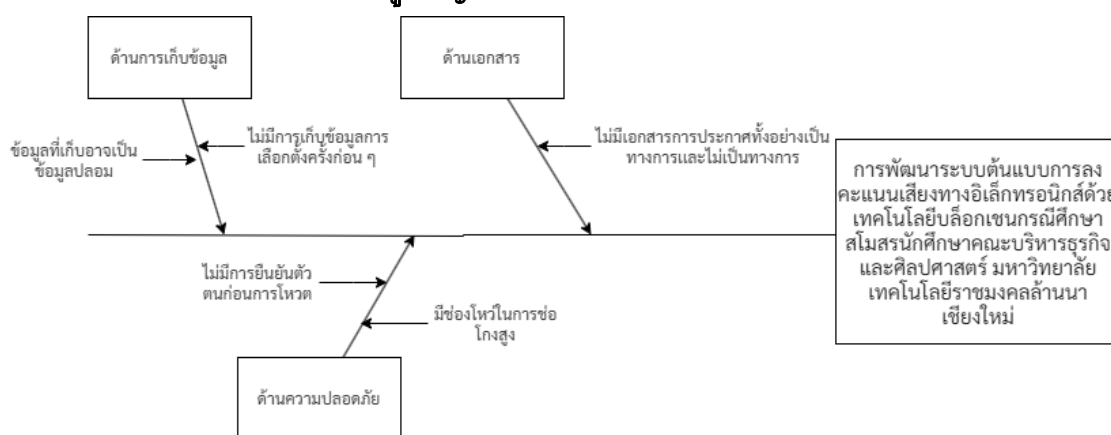 ด้านการเก็บข้อมูล
ด้านเอกสาร
ข้อมูลที่เก็บอาจเป็น
ข้อมูลปลอม
ไม่มีการเก็บข้อมูลการ
เลือกตั้งครั้งก่อน ๆ
ไม่มีเอกสารการประกาศทั้งอย่างเป็น
ทางการและไม่เป็นทางการ
การพัฒนาระบบต้นแบบการลง
คะแนนเสียงทางอิเล็กทรอนิกส์ด้วย
เทคโนโลยีบล็อกเชนกรณีศึกษา
สโมสรนักศึกษาคณะบริหารธุรกิจ
และศิลปศาสตร์ มหาวิทยาลัย
เทคโนโลยีราชมงคลล้านนา
เชียงใหม่
ไม่มีการยืนยันตัว
ตนก่อนการโหวต
มีช่องโหว่ในการช่อ
โกงสูง
ด้านความปลอดภัย